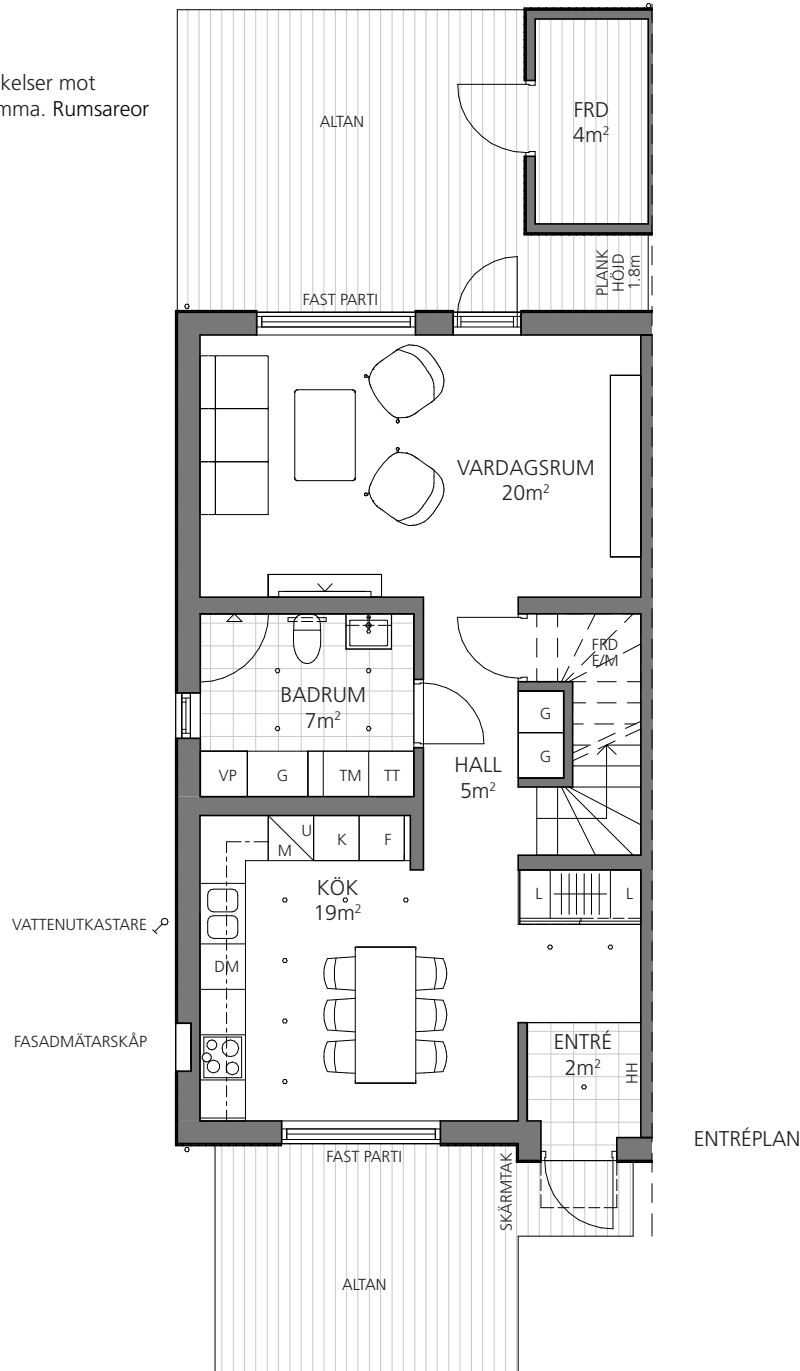 kelser mot
mma. Rumsareor
ALTAN
FRD
4m²
PLANK
HÖJD
1.8m
FAST PARTI
VARDAGSRUM
20m²
FRD
E/M
BADRUM
7m²
G
G
HALL
5m²
VP
G
TM
TT
U
M
K
F
KÖK
19m²
L
L
VATTENUTKASTARE
DM
FASADMÄTARSKÅP
ENTRÉ
2m²
HH
ENTRÉPLAN
FAST PARTI
SKÄRMTAK
ALTAN